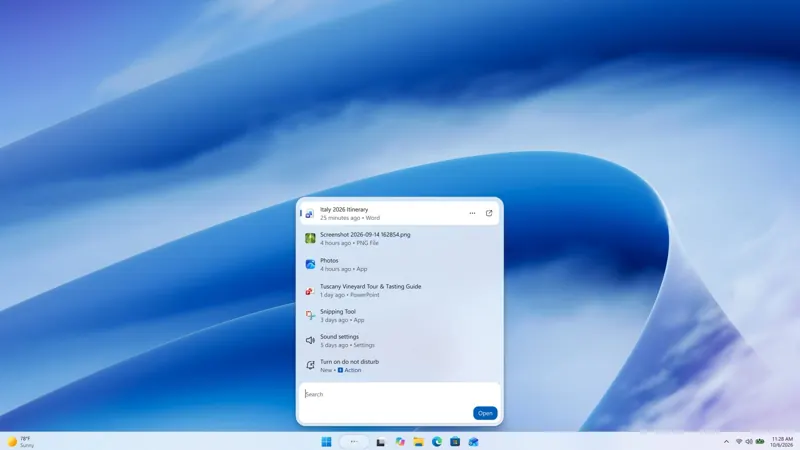 Italy 2026 Itinerary
25 minutes ago • Word
Screenshot 2026-09-14 162854.png
4 hours ago • PNG File
Photos
4 hours ago • App
Tuscany Vineyard Tour & Tasting Guide
1 day ago • PowerPoint
Snipping Tool
3 days ago • App
Sound settings
5 days ago • Settings
Turn on do not disturb
New • Action
Search
Open
78°F
Sunny
11:28 AM
10/6/2026